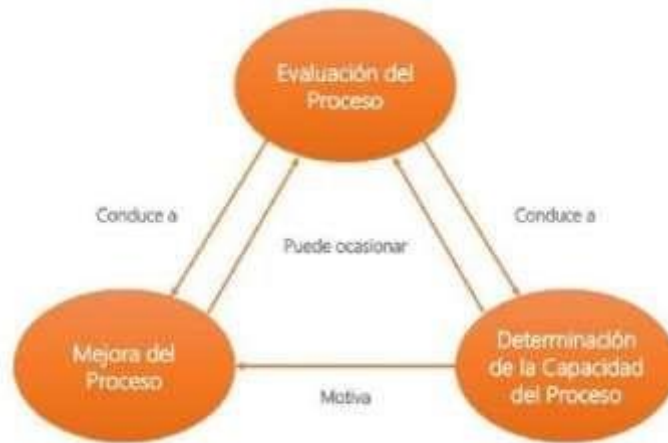 Evaluación del
Proceso
Conduce a
Conduce a
Puede ocasionar
Mejora del
Proceso
Determinación
de la Capacidad
del Proceso
Motiva